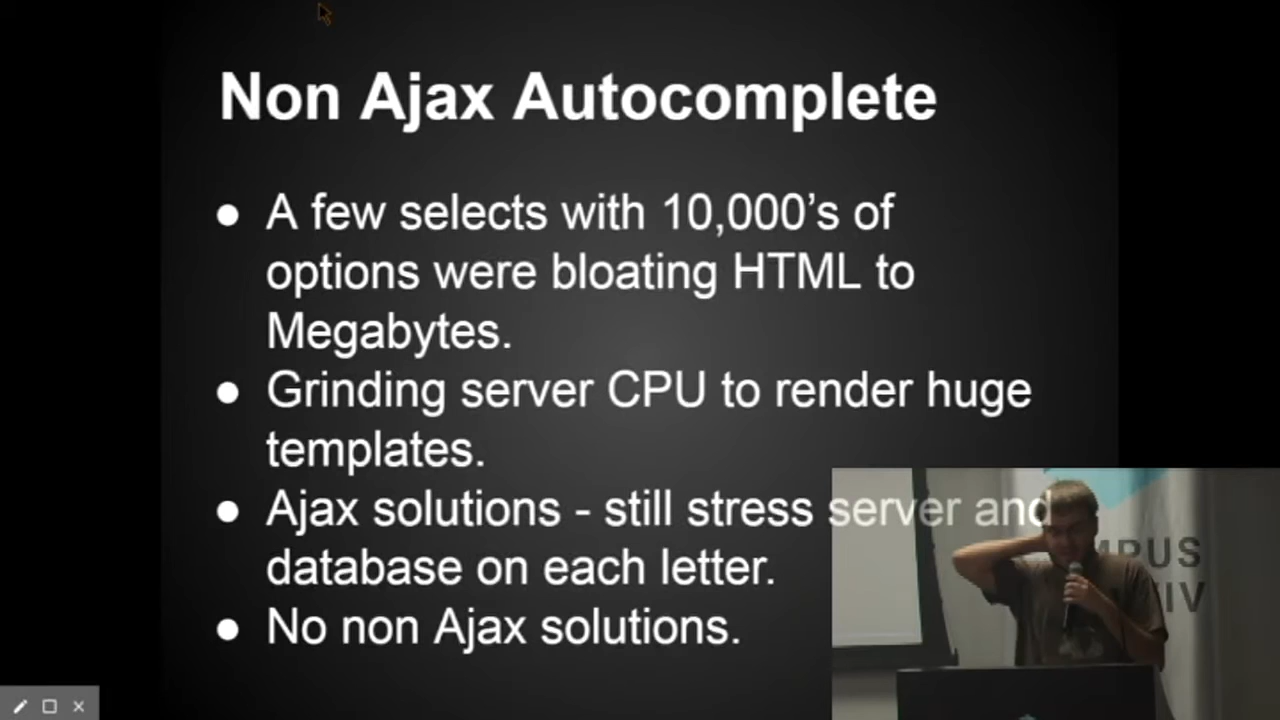 Non Ajax Autocomplete
● A few selects with 10,000’s of
options were bloating HTML to
Megabytes.
● Grinding server CPU to render huge
templates.
● Ajax solutions - still stress server and
database on each letter.
● No non Ajax solutions.